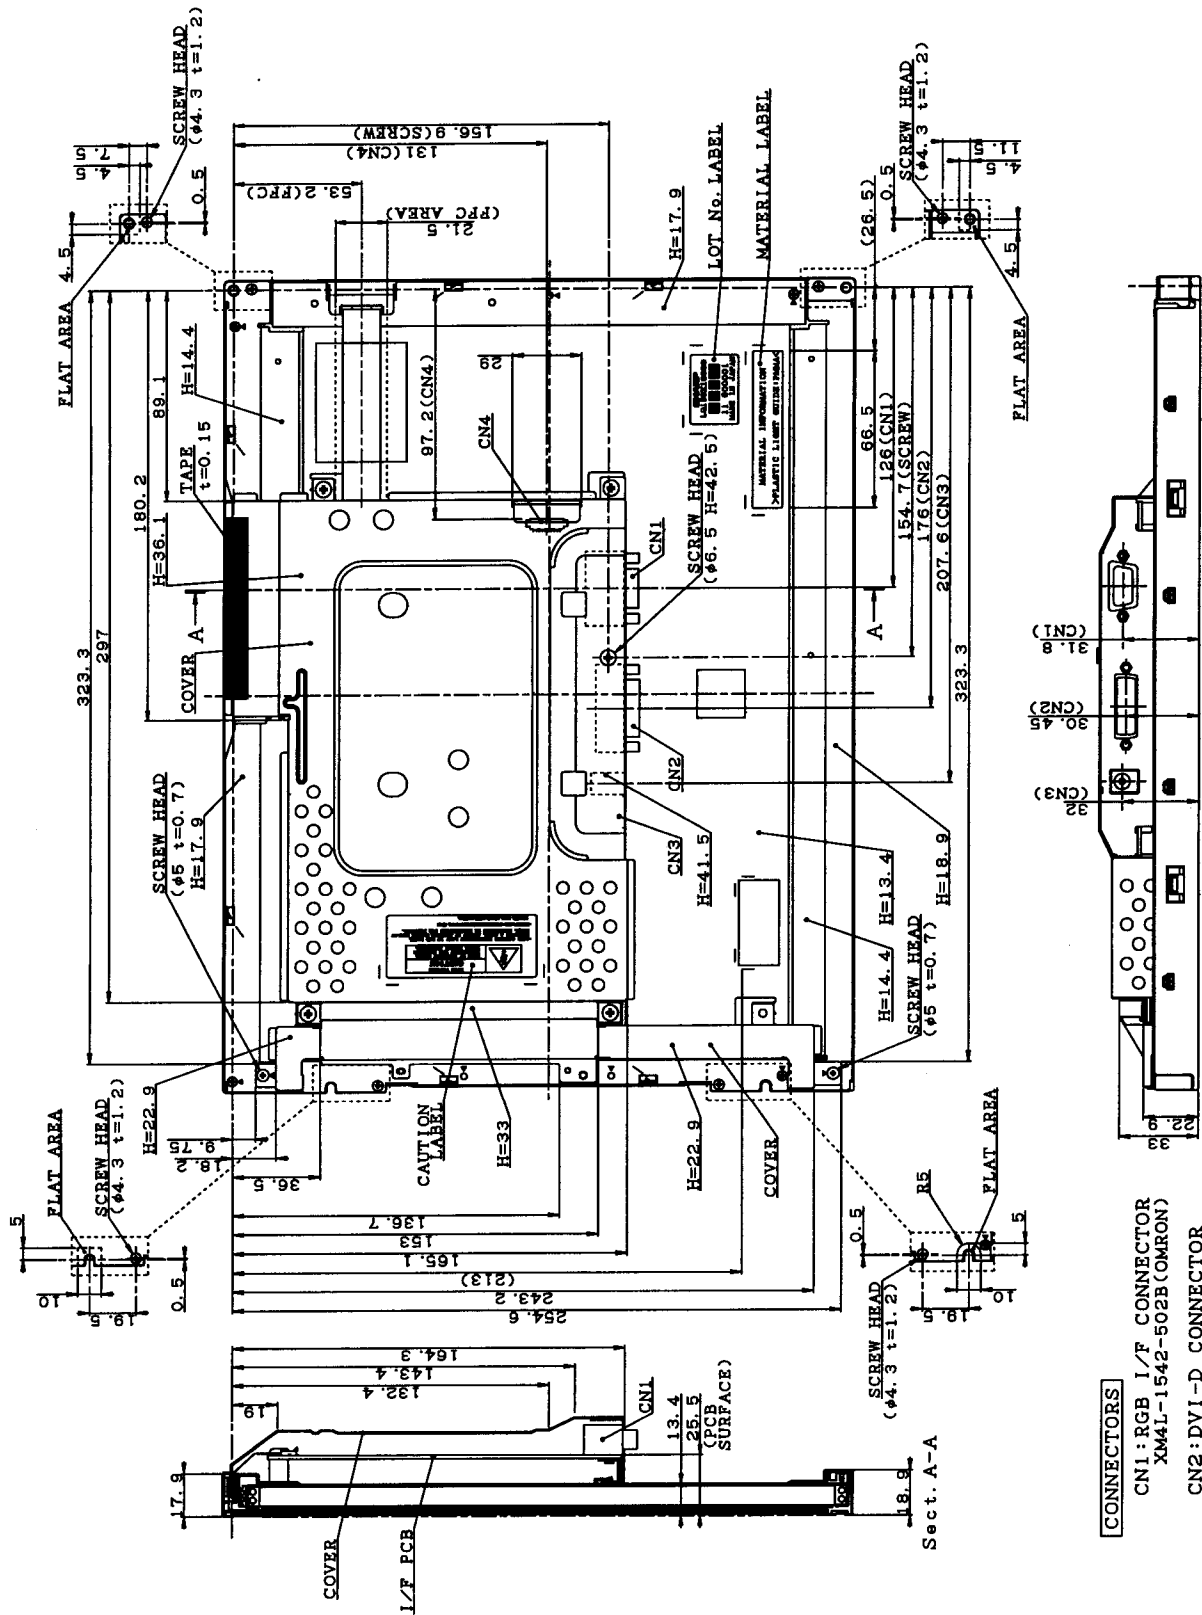 FLAT AREA
4.5
4.5
7.5
SCREW HEAD
(φ4.3 t=1.2)
0.5
323.3
297
180.2
89.1
COVER
A
H=36.1
TAPE
t=0.15
H=14.4
SCREW HEAD
(φ5 t=0.7)
H=17.9
53.2(FPC)
131(CN4)
156.9(SCREW)
21.5
(FPC AREA)
H=17.9
LOT No. LABEL
MATERIAL LABEL
97.2(CN4)
29
CN4
SCREW HEAD
(φ6.5 H=42.5)
MATERIAL INFORMATION
>PLASTIC LIGHT GUIDE:PMMA<
CN1
CN2
CN3
H=41.5
A
(26.5)
66.5
126(CN1)
154.7(SCREW)
176(CN2)
207.6(CN3)
323.3
SCREW HEAD
(φ4.3 t=1.2)
0.5
4.5
11.5
4.5
FLAT AREA
H=13.4
H=18.9
H=14.4
SCREW HEAD
(φ5 t=0.7)
FLAT AREA
SCREW HEAD
(φ4.3 t=1.2)
5
10
19.5
0.5
H=22.9
9.75
18.2
36.5
CAUTION
LABEL
H=33
H=22.9
COVER
136.7
153
165.1
(213)
243.2
254.6
0.5
R5
FLAT AREA
SCREW HEAD
(φ4.3 t=1.2)
19.5
10
5
31.8
(CN1)
30.45
(CN2)
32
(CN3)
22.9
33
17.9
19
132.4
143.4
164.3
COVER
I/F PCB
CN1
13.4
25.5
(PCB
SURFACE)
18.9
Sect. A-A
CONNECTORS
CN1:RGB I/F CONNECTOR
XM4L-1542-502B(OMRON)
CN2:DVI-D CONNECTOR